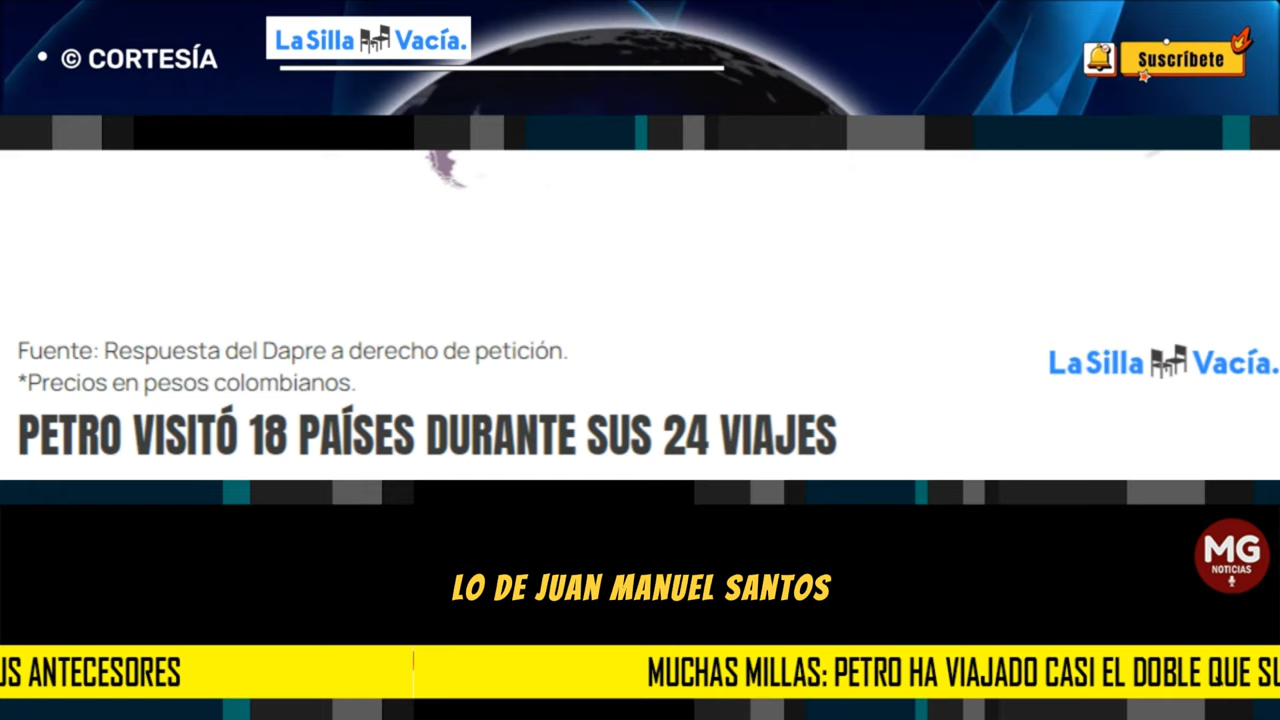 • © CORTESÍA
La Silla Vacía.
Suscríbete
Fuente: Respuesta del Dapre a derecho de petición.
*Precios en pesos colombianos.
La Silla Vacía.
PETRO VISITÓ 18 PAÍSES DURANTE SUS 24 VIAJES
MG
NOTICIAS
LO DE JUAN MANUEL SANTOS
US ANTECESORES MUCHAS MILLAS: PETRO HA VIAJADO CASI EL DOBLE QUE SU